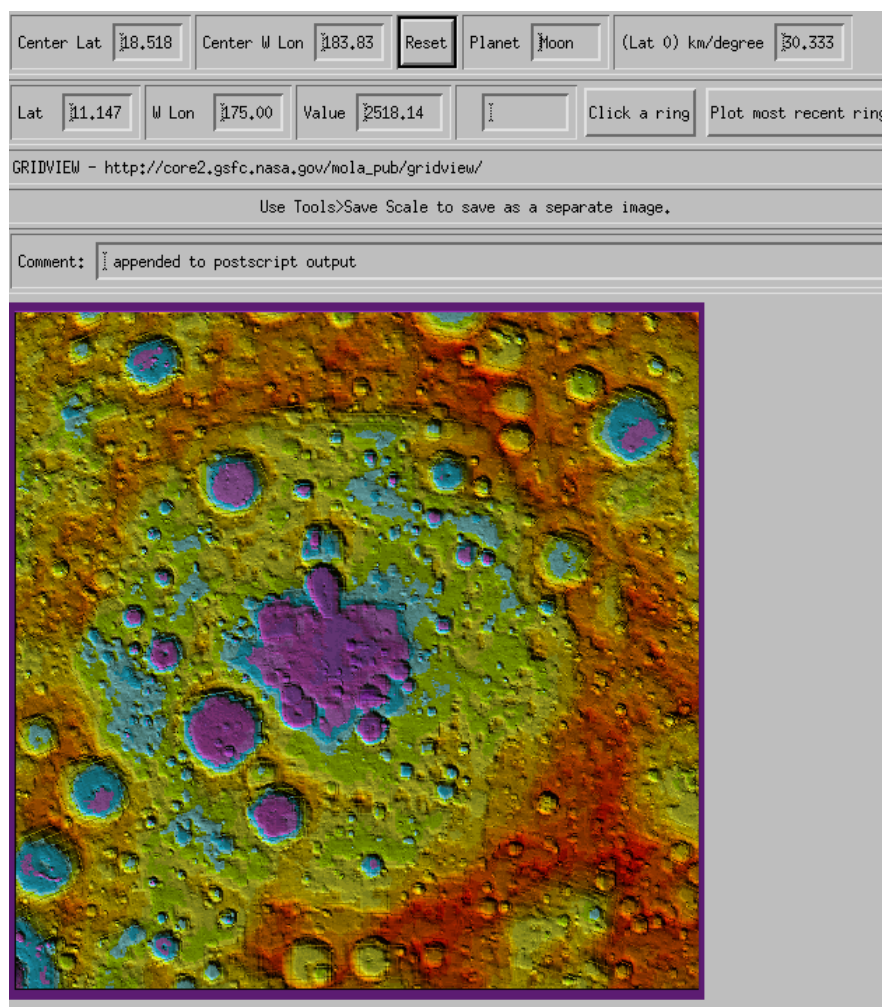 Center Lat 18.518 Center W Lon 183.83 Reset Planet Moon (Lat 0) km/degree 30.333
Lat 11.147 W Lon 175.00 Value 2518.14 Click a ring Plot most recent ring
GRIDVIEW - http://core2.gsfc.nasa.gov/mola_pub/gridview/
Use Tools>Save Scale to save as a separate image.
Comment: appended to postscript output